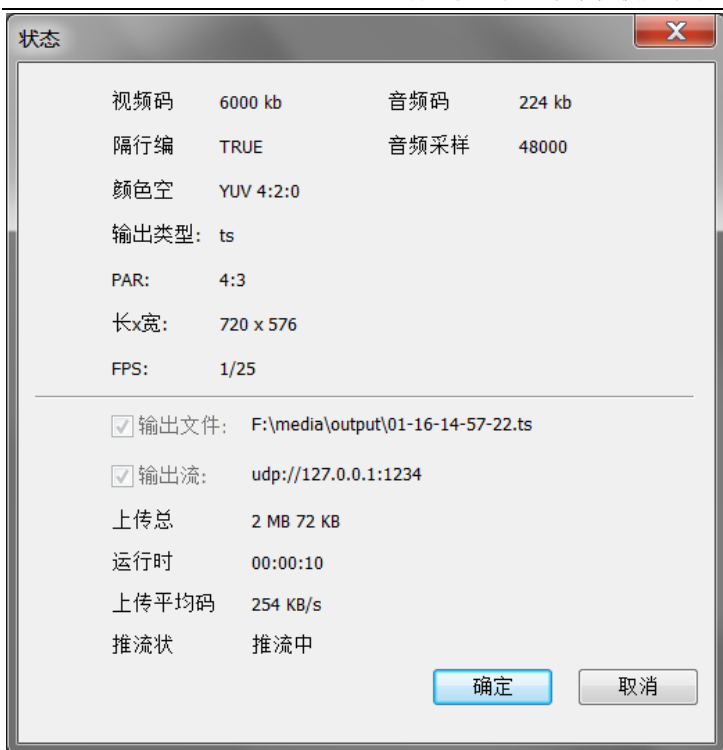 状态
视频码 6000 kb 音频码 224 kb
隔行编 TRUE 音频采样 48000
颜色空 YUV 4:2:0
输出类型: ts
PAR: 4:3
长x宽: 720 x 576
FPS: 1/25
输出文件: F:\media\output\01-16-14-57-22.ts
输出流: udp://127.0.0.1:1234
上传总 2 MB 72 KB
运行时 00:00:10
上传平均码 254 KB/s
推流状 推流中
确定 取消